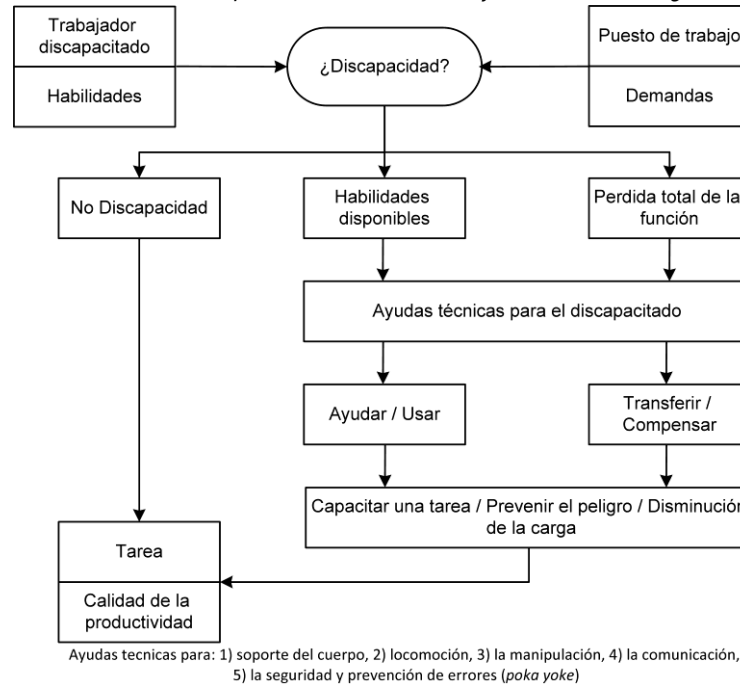 Trabajador
discapacitado
Habilidades
¿Discapacidad?
Puesto de trabajo
Demandas
No Discapacidad
Habilidades
disponibles
Perdida total de la
función
Ayudas técnicas para el discapacitado
Ayudar / Usar
Transferir /
Compensar
Capacitar una tarea / Prevenir el peligro / Disminución
de la carga
Tarea
Calidad de la
productividad
Ayudas tecnicas para: 1) soporte del cuerpo, 2) locomoción, 3) la manipulación, 4) la comunicación,
5) la seguridad y prevención de errores (poka yoke)